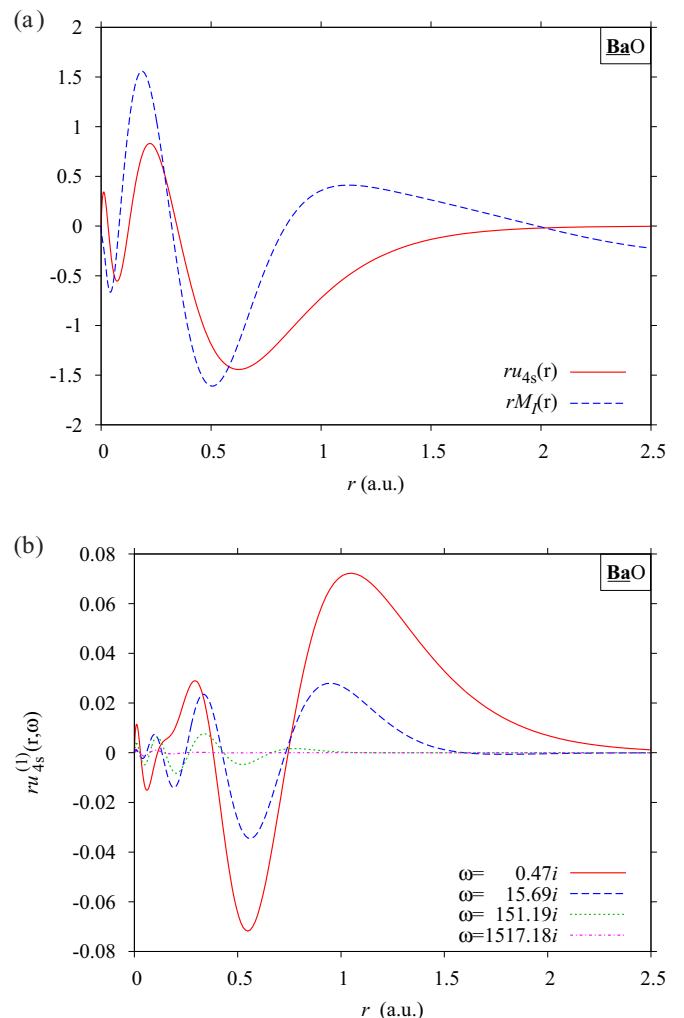 (a)
BaO
2
1.5
1
0.5
0
-0.5
-1
-1.5
-2
ru4s(r)
rMI(r)
0 0.5 1 1.5 2 2.5
r (a.u.)
(b)
BaO
0.08
0.06
0.04
0.02
0
-0.02
-0.04
-0.06
-0.08
ru4s(1)(r,ω)
ω= 0.47i
ω= 15.69i
ω= 151.19i
ω=1517.18i
0 0.5 1 1.5 2 2.5
r (a.u.)